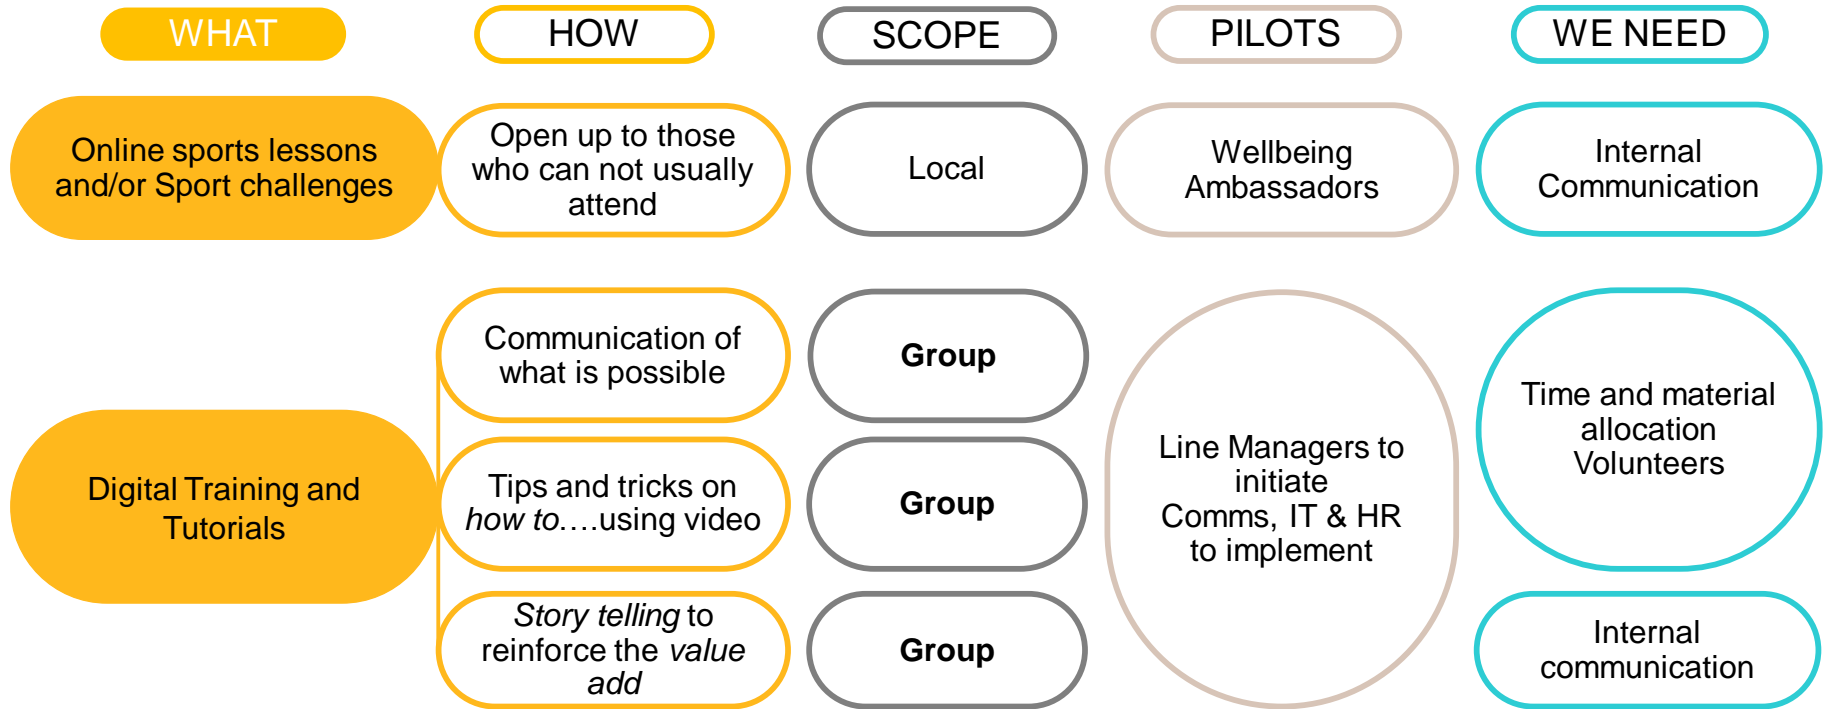 WHAT
HOW
SCOPE
PILOTS
WE NEED
Online sports lessons
and/or Sport challenges
Open up to those
who can not usually
attend
Local
Wellbeing
Ambassadors
Internal
Communication
Digital Training and
Tutorials
Communication of
what is possible
Group
Tips and tricks on
how to....using video
Group
Story telling to
reinforce the value
add
Group
Line Managers to
initiate
Comms, IT & HR
to implement
Time and material
allocation
Volunteers
Internal
communication